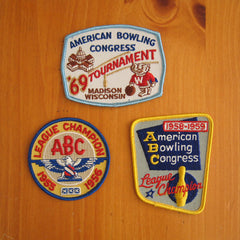 AMERICAN BOWLING
CONGRESS
'69 TOURNAMENT
MADISON
WISCONSIN
LEAGUE CHAMPION
ABC
1955 1956
1958-1959
American
Bowling
Congress
League Champion